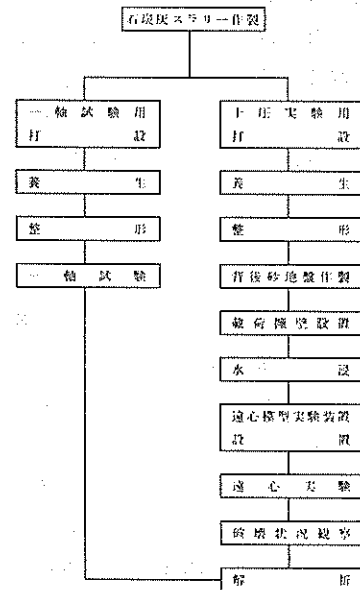 石炭灰スラリー作製
一軸試験用
打設
土圧実験用
打設
養生
養生
整形
整形
一軸試験
背後砂地盤作製
載荷擁壁設置
水浸
遠心模型実験装置
設置
遠心実験
破壊状況観察
解析